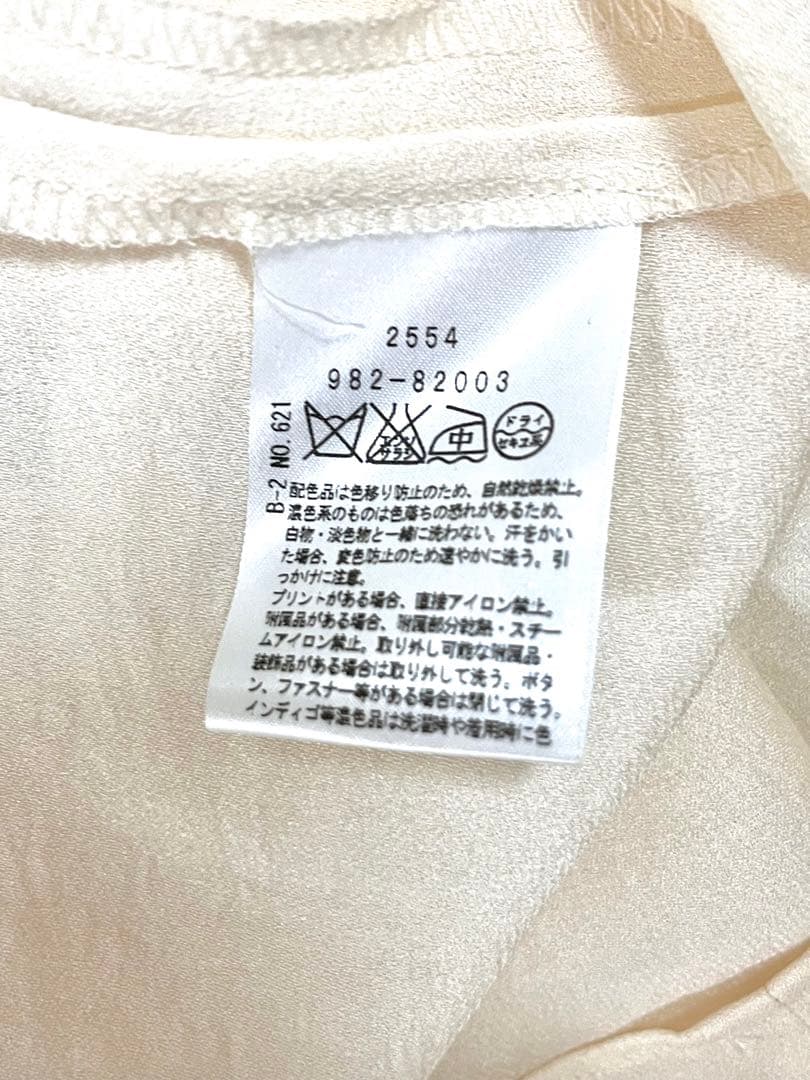 2554
982-82003
エンソ
サラシ
中
ドライ
セキユ系
B-2 NO.621
配色品は色移り防止のため、自然乾燥禁止。
濃色系のものは色落ちの恐れがあるため、
白物・淡色物と一緒に洗わない。汗をかい
た場合、変色防止のため速やかに洗う。引
っかけに注意。
プリントがある場合、直接アイロン禁止。
附属品がある場合、附属部分乾熱・スチー
ムアイロン禁止。取り外し可能な附属品・
装飾品がある場合は取り外して洗う。ボタ
ン、ファスナー等がある場合は閉じて洗う。
インディゴ等濃色品は洗濯時や着用時に色